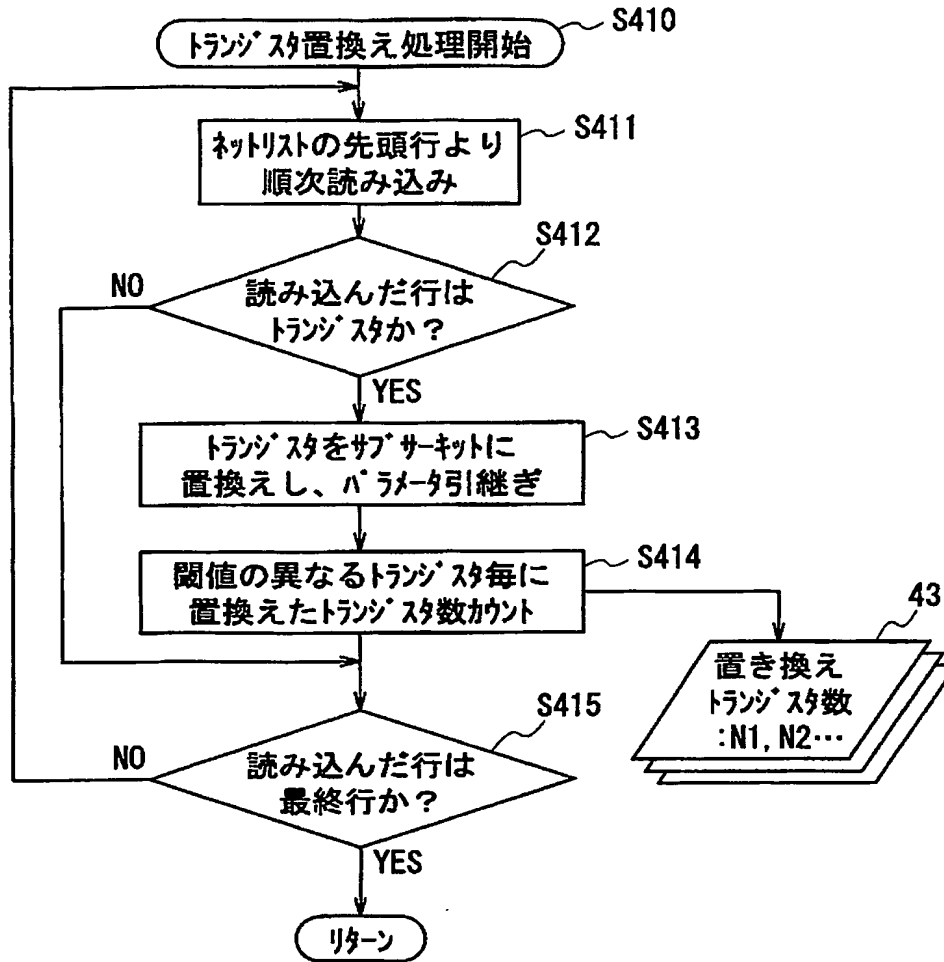 S410
ﾄﾗﾝｼﾞｽﾀ置換え処理開始
S411
ﾈｯﾄﾘｽﾄの先頭行より
順次読み込み
S412
NO
読み込んだ行は
ﾄﾗﾝｼﾞｽﾀか？
YES
S413
ﾄﾗﾝｼﾞｽﾀをｻﾌﾞｻｰｷｯﾄに
置換えし、ﾊﾟﾗﾒｰﾀ引継ぎ
S414
閾値の異なるﾄﾗﾝｼﾞｽﾀ毎に
置換えたﾄﾗﾝｼﾞｽﾀ数ｶｳﾝﾄ
43
置き換え
ﾄﾗﾝｼﾞｽﾀ数
:N1, N2…
S415
NO
読み込んだ行は
最終行か？
YES
ﾘﾀｰﾝ